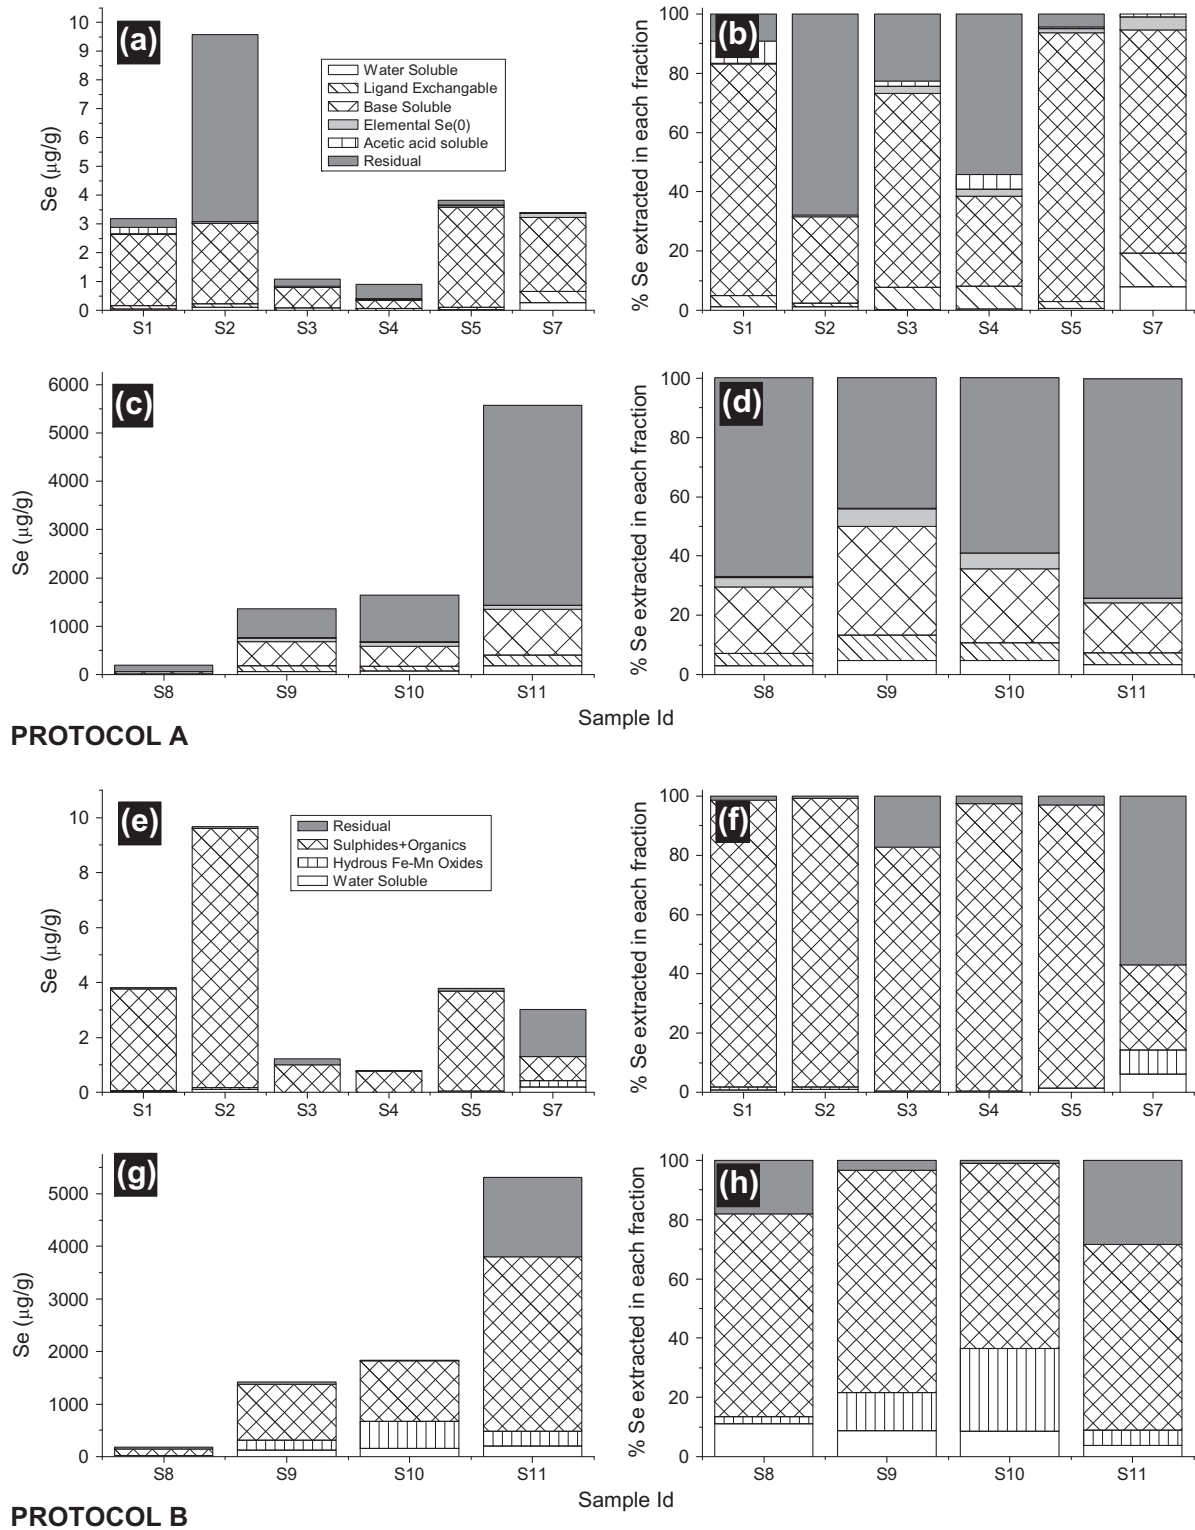 (a)
Se (μg/g)
10
9
8
7
6
5
4
3
2
1
0
Water Soluble
Ligand Exchangable
Base Soluble
Elemental Se(0)
Acetic acid soluble
Residual
S1 S2 S3 S4 S5 S7
(b)
% Se extracted in each fraction
100
80
60
40
20
0
S1 S2 S3 S4 S5 S7
(c)
Se (μg/g)
6000
5000
4000
3000
2000
1000
0
S8 S9 S10 S11
(d)
% Se extracted in each fraction
100
80
60
40
20
0
S8 S9 S10 S11
Sample Id
PROTOCOL A
(e)
Se (μg/g)
10
8
6
4
2
0
Residual
Sulphides+Organics
Hydrous Fe-Mn Oxides
Water Soluble
S1 S2 S3 S4 S5 S7
(f)
% Se extracted in each fraction
100
80
60
40
20
0
S1 S2 S3 S4 S5 S7
(g)
Se (μg/g)
5000
4000
3000
2000
1000
0
S8 S9 S10 S11
(h)
% Se extracted in each fraction
100
80
60
40
20
0
S8 S9 S10 S11
Sample Id
PROTOCOL B